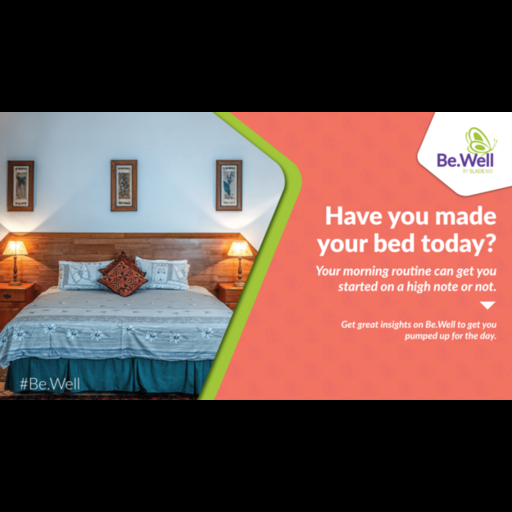 Be.Well
BY SLADE360
Have you made
your bed today?
Your morning routine can get you
started on a high note or not.
Get great insights on Be.Well to get you
pumped up for the day.
#Be.Well